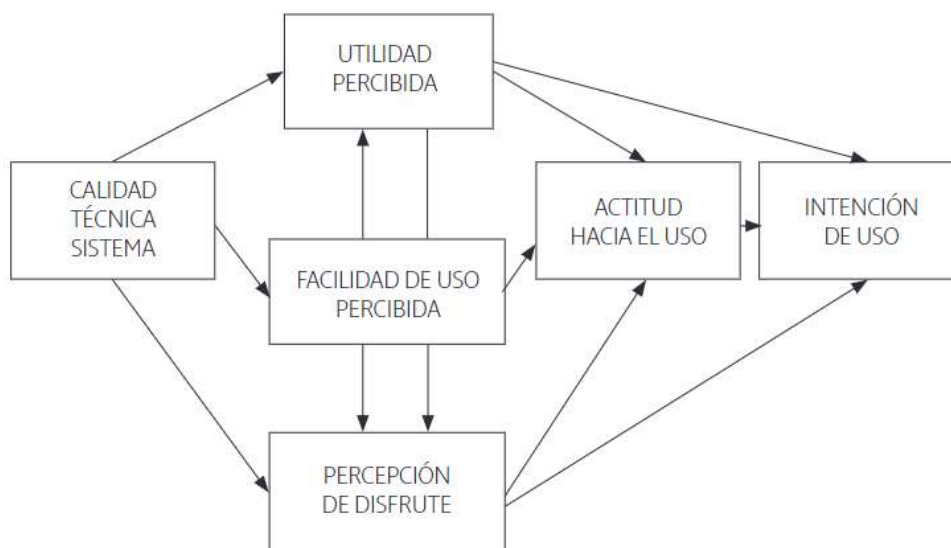 UTILIDAD
PERCIBIDA
CALIDAD
TÉCNICA
SISTEMA
FACILIDAD DE USO
PERCIBIDA
ACTITUD
HACIA EL USO
INTENCIÓN
DE USO
PERCEPCIÓN
DE DISFRUTE